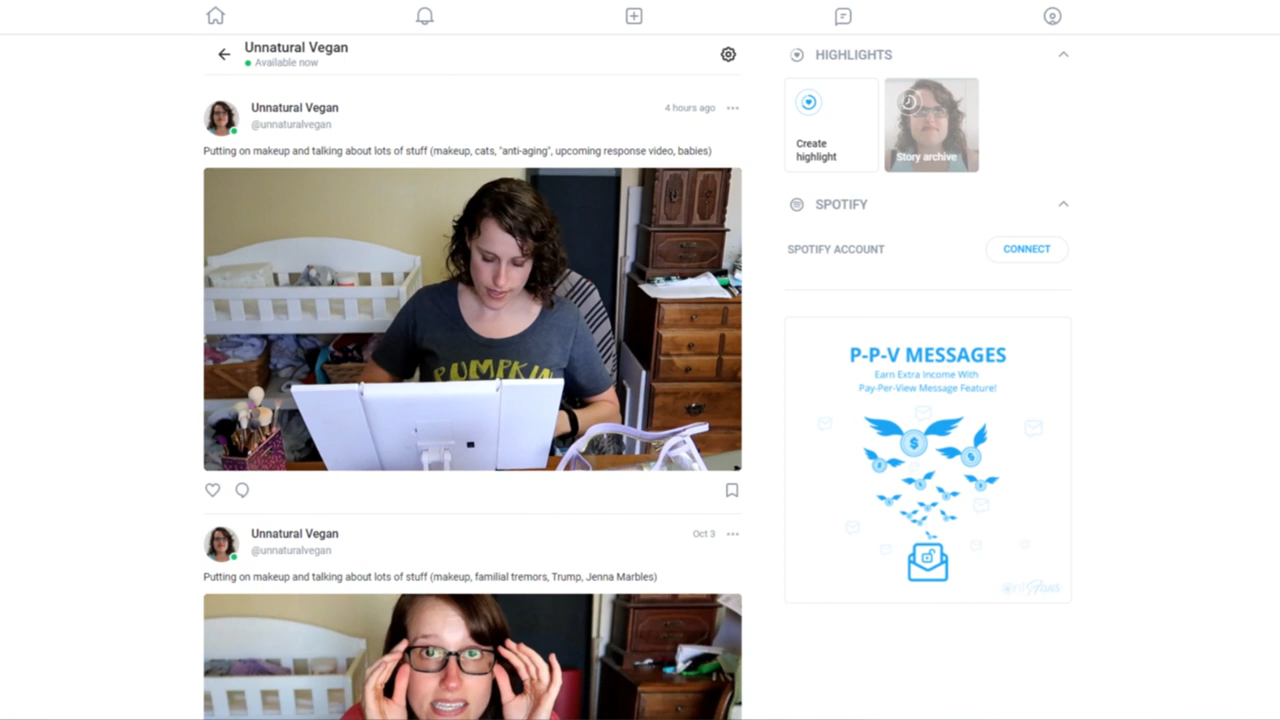 Unnatural Vegan
Available now
Unnatural Vegan
@unnaturalvegan
4 hours ago
Putting on makeup and talking about lots of stuff (makeup, cats, "anti-aging", upcoming response video, babies)
PUMPKIN
Unnatural Vegan
@unnaturalvegan
Oct 3
Putting on makeup and talking about lots of stuff (makeup, familial tremors, Trump, Jenna Marbles)
HIGHLIGHTS
Create
highlight
Story archive
SPOTIFY
SPOTIFY ACCOUNT
CONNECT
P-P-V MESSAGES
Earn Extra Income With
Pay-Per-View Message Feature!
OnlyFans